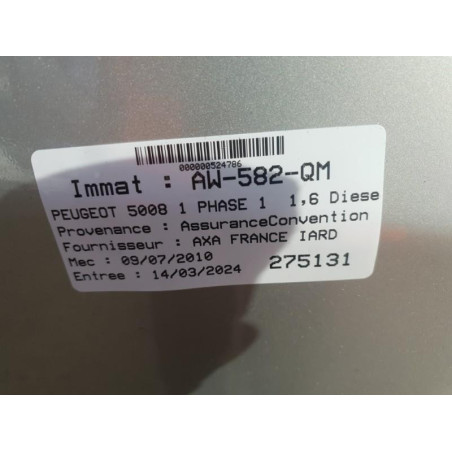 000000524786
Immat : AW-582-QM
PEUGEOT 5008 1 PHASE 1 1,6 Diese
Provenance : AssuranceConvention
Fournisseur : AXA FRANCE IARD
Mec : 09/07/2010
Entree : 14/03/2024 275131